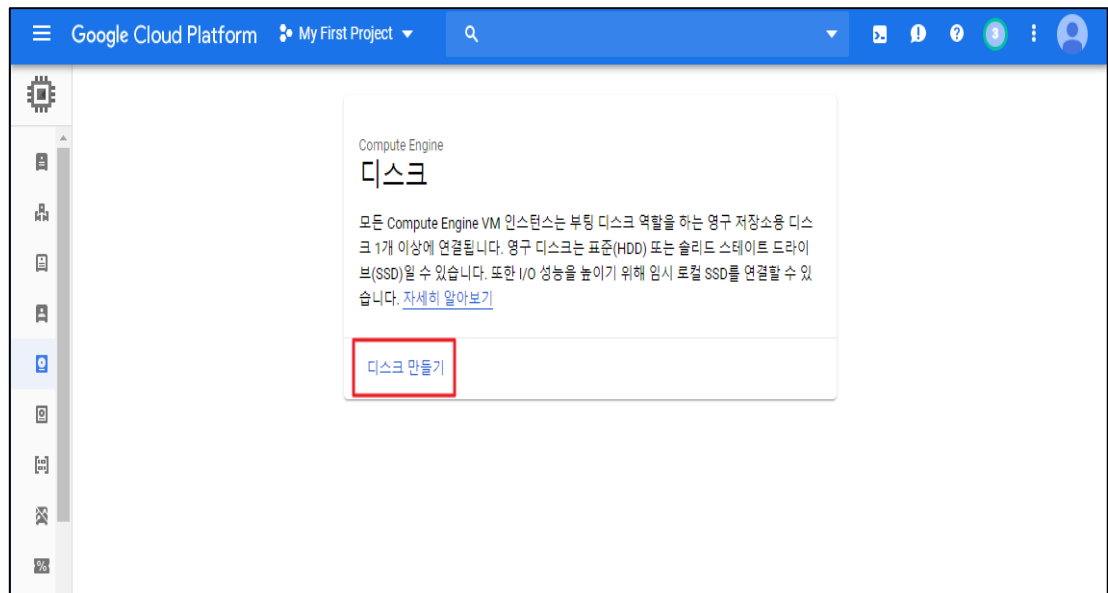 Google Cloud Platform My First Project 3
Compute Engine
디스크
모든 Compute Engine VM 인스턴스는 부팅 디스크 역할을 하는 영구 저장소용 디스
크 1개 이상에 연결됩니다. 영구 디스크는 표준(HDD) 또는 솔리드 스테이트 드라이
브(SSD)일 수 있습니다. 또한 I/O 성능을 높이기 위해 임시 로컬 SSD를 연결할 수 있
습니다. 자세히 알아보기
디스크 만들기